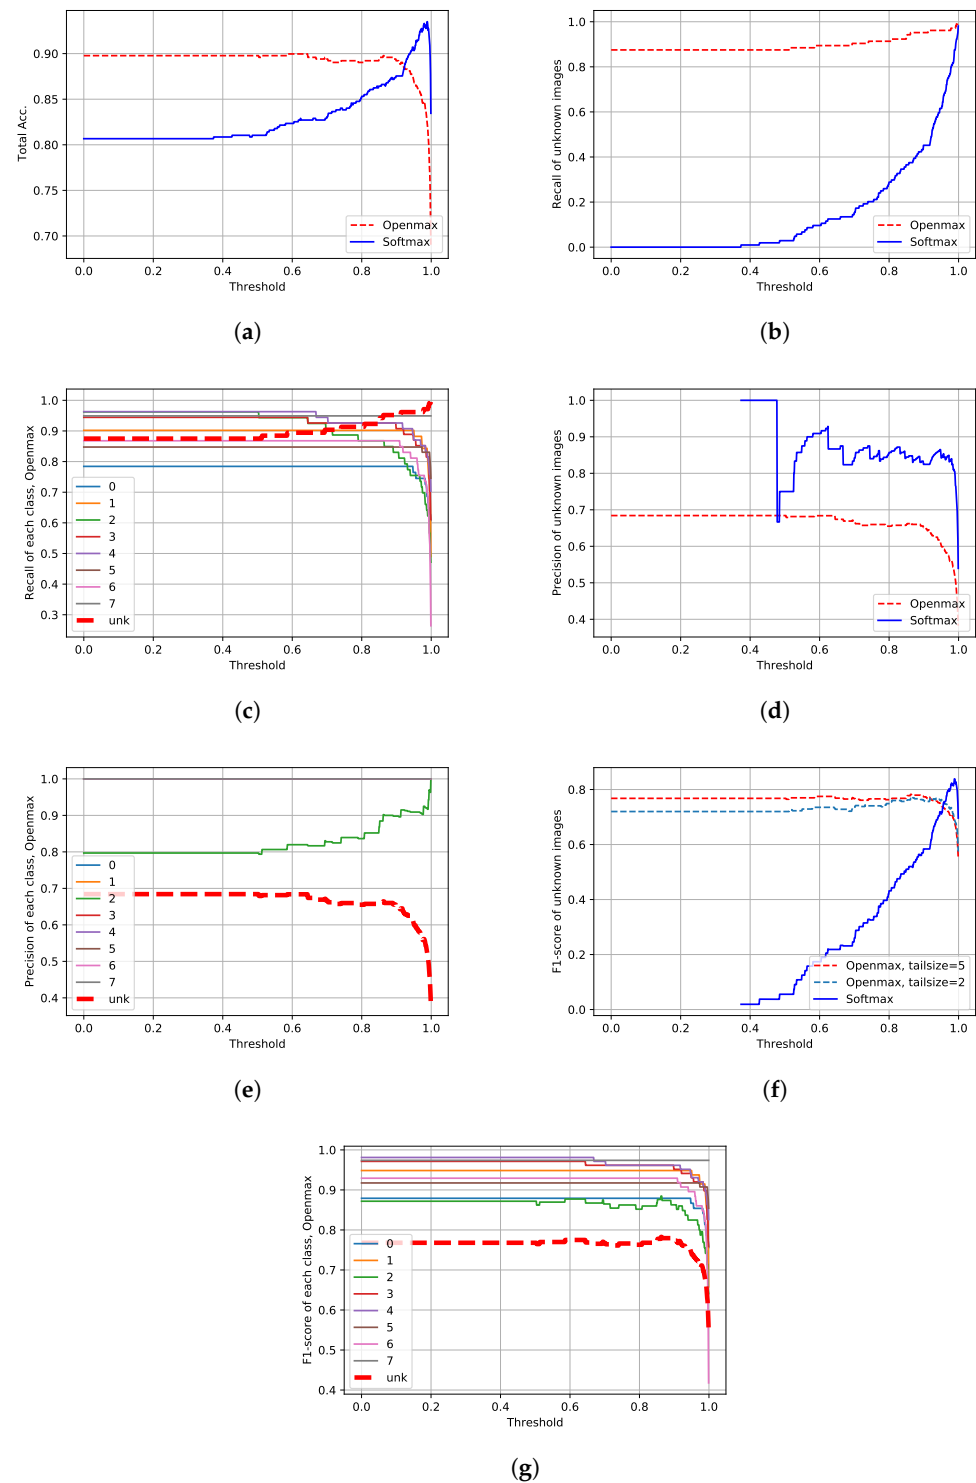 0.90
0.85
0.80
0.75
0.70
Total Acc.
Openmax
Softmax
0.0 0.2 0.4 0.6 0.8 1.0
Threshold
(a)
1.0
0.8
0.6
0.4
0.2
0.0
Recall of unknown images
Openmax
Softmax
0.0 0.2 0.4 0.6 0.8 1.0
Threshold
(b)
1.0
0.9
0.8
0.7
0.6
0.5
0.4
0.3
Recall of each class, Openmax
0
1
2
3
4
5
6
7
unk
0.0 0.2 0.4 0.6 0.8 1.0
Threshold
(c)
1.0
0.9
0.8
0.7
0.6
0.5
0.4
Precision of unknown images
Openmax
Softmax
0.0 0.2 0.4 0.6 0.8 1.0
Threshold
(d)
1.0
0.9
0.8
0.7
0.6
0.5
0.4
Precision of each class, Openmax
0
1
2
3
4
5
6
7
unk
0.0 0.2 0.4 0.6 0.8 1.0
Threshold
(e)
0.8
0.6
0.4
0.2
0.0
F1-score of unknown images
Openmax, tailsize=5
Openmax, tailsize=2
Softmax
0.0 0.2 0.4 0.6 0.8 1.0
Threshold
(f)
1.0
0.9
0.8
0.7
0.6
0.5
0.4
F1-score of each class, Openmax
0
1
2
3
4
5
6
7
unk
0.0 0.2 0.4 0.6 0.8 1.0
Threshold
(g)